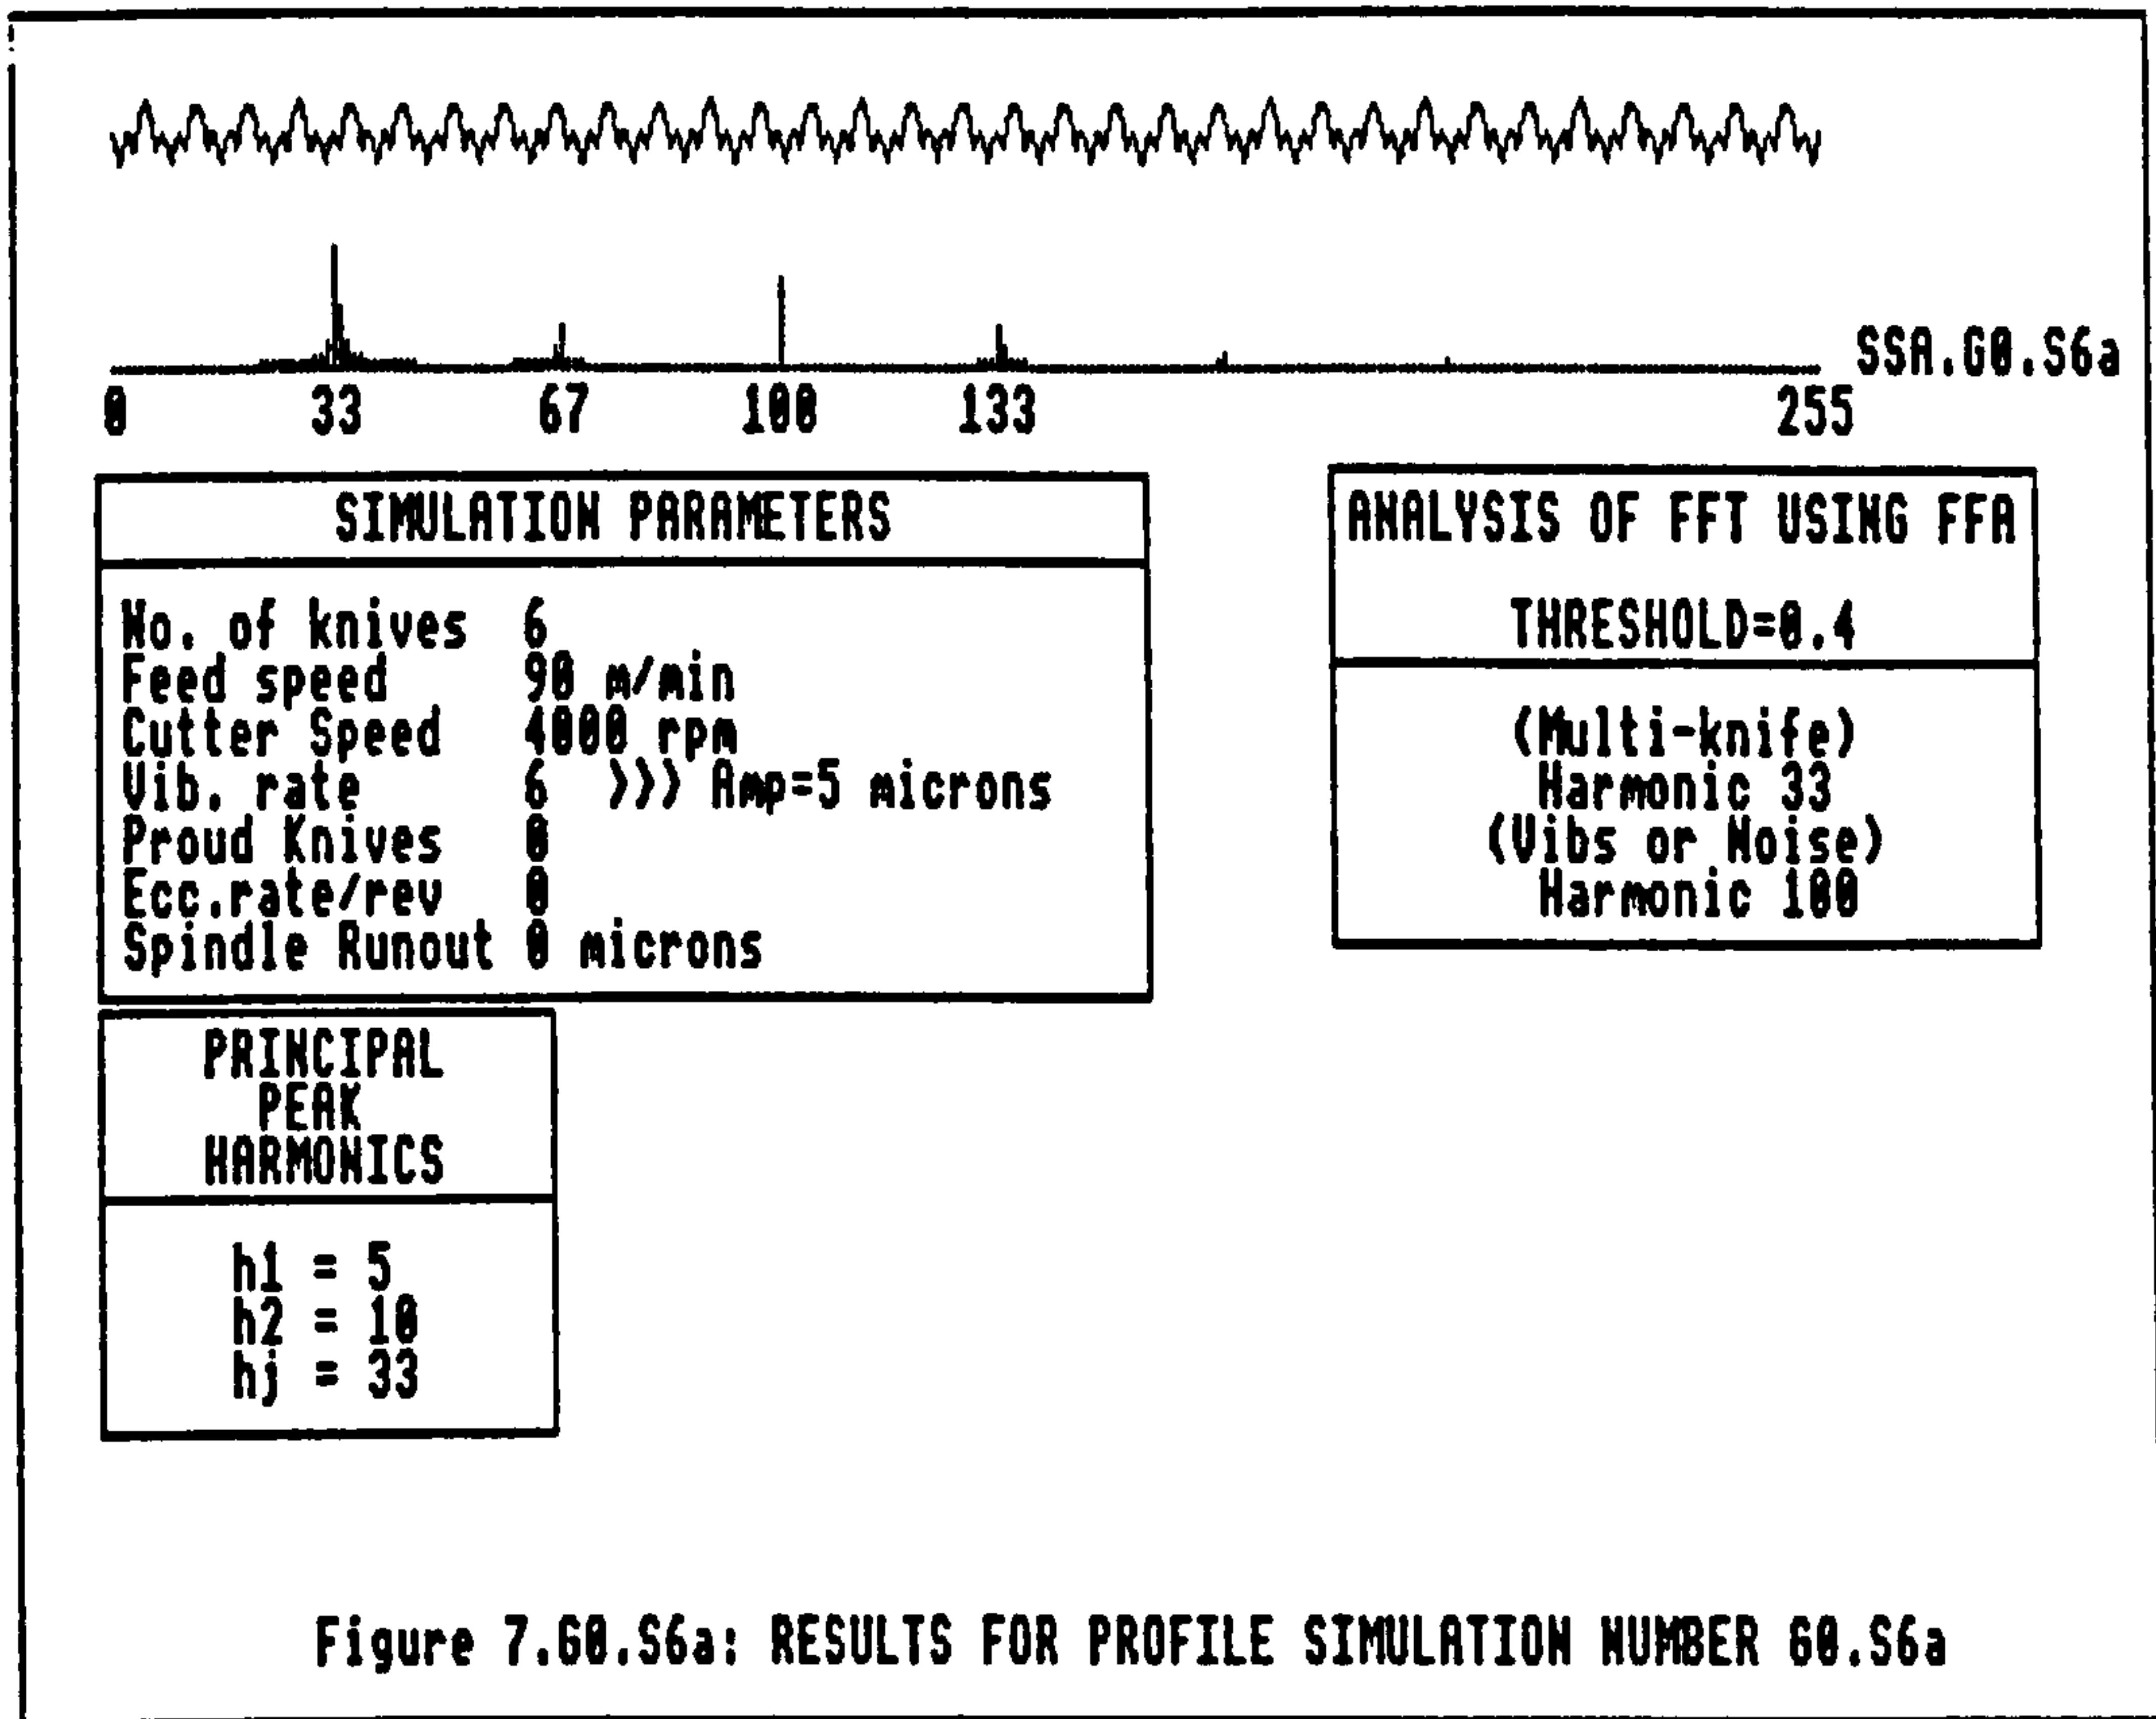 SSA.G0.S6a
0 33 67 100 133 255
SIMULATION PARAMETERS
No. of knives 6
Feed speed 90 m/min
Cutter Speed 4000 rpm
Vib. rate 6 >>> Amp=5 microns
Proud Knives 0
Ecc.rate/rev 0
Spindle Runout 0 microns
ANALYSIS OF FFT USING FFA
THRESHOLD=0.4
(Multi-knife)
Harmonic 33
(Vibs or Noise)
Harmonic 100
PRINCIPAL
PEAK
HARMONICS
h1 = 5
h2 = 10
hj = 33
Figure 7.G0.S6a: RESULTS FOR PROFILE SIMULATION NUMBER G0.S6a